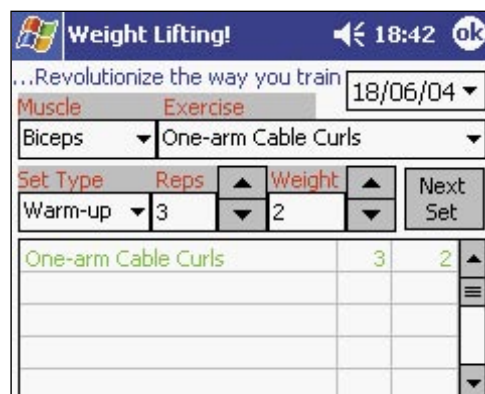 Weight Lifting! 18:42 ok
...Revolutionize the way you train 18/06/04
Muscle Exercise
Biceps One-arm Cable Curls
Set Type Reps Weight Next Set
Warm-up 3 2
One-arm Cable Curls 3 2